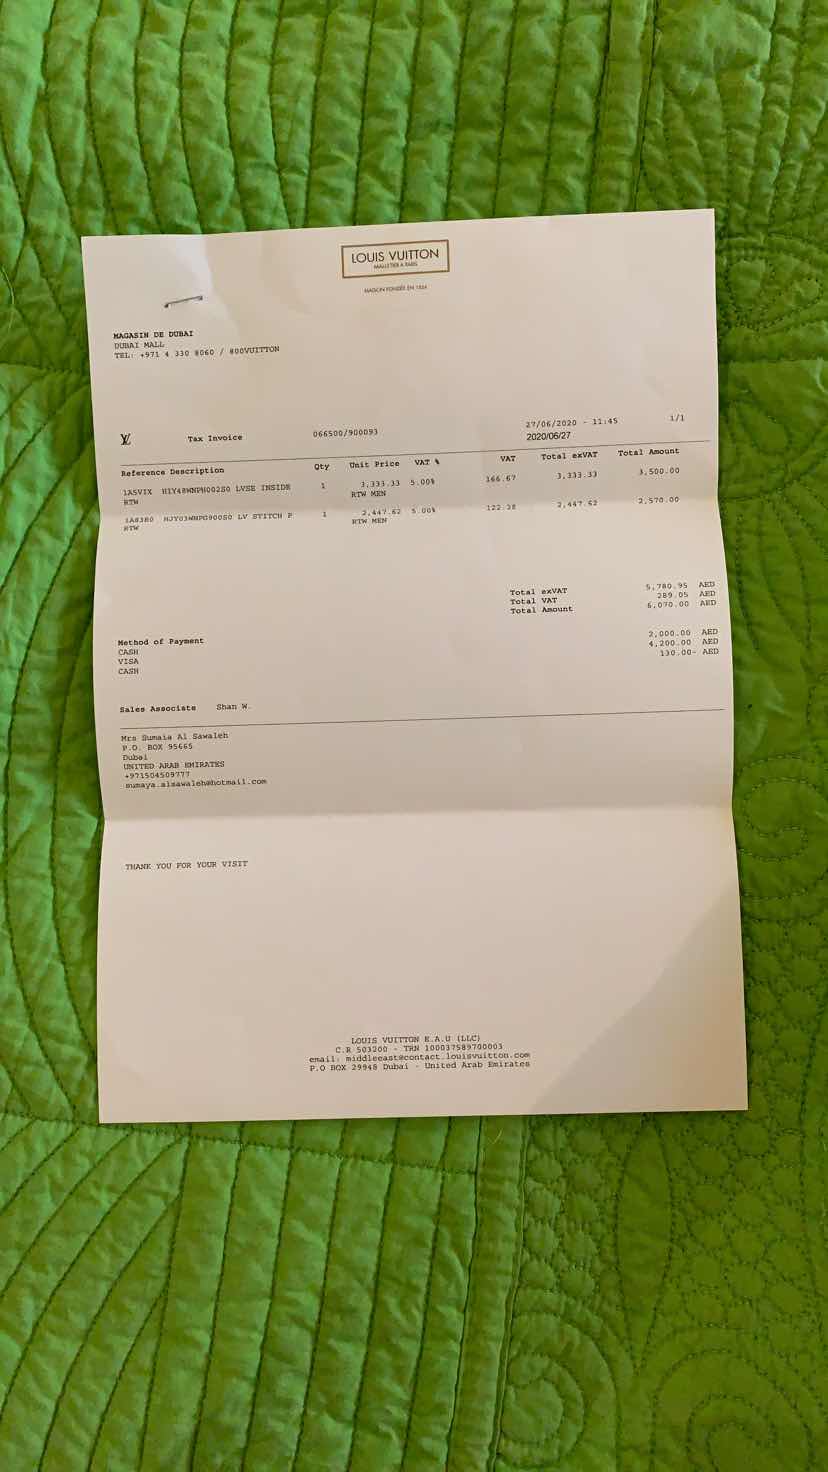 LOUIS VUITTON
MALLETIER A PARIS
MAISON FONDÉE EN 1854
MAGASIN DE DUBAI
DUBAI MALL
TEL: +971 4 330 8060 / 800VUITTON
LV Tax Invoice 066500/900093 27/06/2020 - 11:45 1/1
2020/06/27
Reference Description Qty Unit Price VAT % VAT Total exVAT Total Amount
1A5VIX HIY48WNPH002S0 LVSE INSIDE 1 3,333.33 5.00% 166.67 3,333.33 3,500.00
RTW RTW MEN
1A83B0 HJY03WNPG900S0 LV STITCH P 1 2,447.62 5.00% 122.38 2,447.62 2,570.00
RTW RTW MEN
Total exVAT 5,780.95 AED
Total VAT 289.05 AED
Total Amount 6,070.00 AED
Method of Payment
CASH 2,000.00 AED
VISA 4,200.00 AED
CASH 130.00- AED
Sales Associate Shan W.
Mrs Sumaia Al Sawaleh
P.O. BOX 95665
Dubai
UNITED ARAB EMIRATES
+971504509777
sumaya.alsawaleh@hotmail.com
THANK YOU FOR YOUR VISIT
LOUIS VUITTON E.A.U (LLC)
C.R 503200 - TRN 100037589700003
email: middleeast@contact.louisvuitton.com
P.O BOX 29948 Dubai - United Arab Emirates